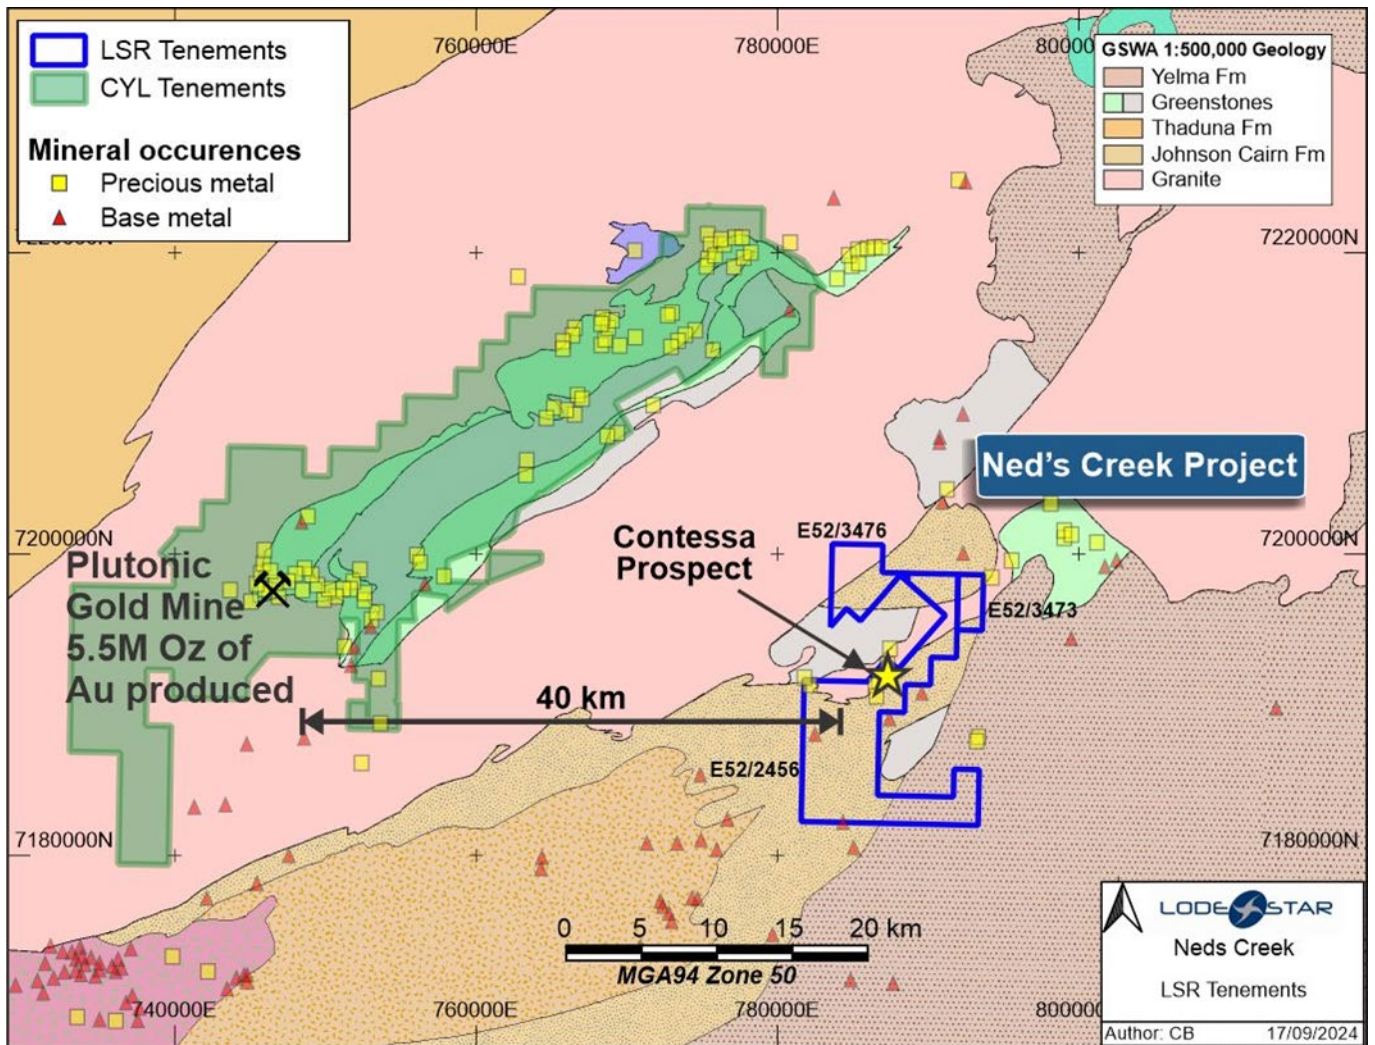 LSR Tenements
CYL Tenements
Mineral occurences
Precious metal
Base metal
760000E
780000E
80000
GSWA 1:500,000 Geology
Yelma Fm
Greenstones
Thaduna Fm
Johnson Cairn Fm
Granite
7220000N
7220000N
Ned's Creek Project
7200000N
7200000N
Contessa
Prospect
E52/3476
E52/3473
Plutonic
Gold Mine
5.5M Oz of
Au produced
40 km
E52/2456
7180000N
7180000N
0 5 10 15 20 km
MGA94 Zone 50
740000E
760000E
780000E
80000
LODESTAR
Neds Creek
LSR Tenements
Author: CB 17/09/2024